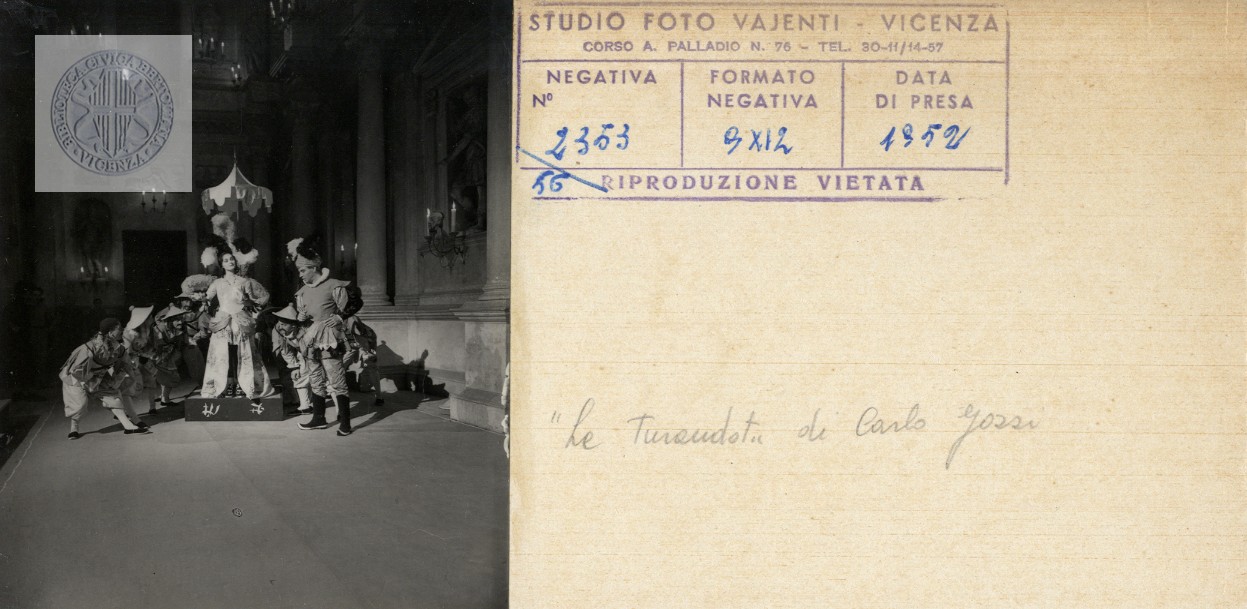 BIBLIOTECA CIVICA BERTOLIANA
VICENZA
STUDIO FOTO VAJENTI - VICENZA
CORSO A. PALLADIO N. 76 - TEL. 30-11/14-57
NEGATIVA
Nº
2353
56
FORMATO
NEGATIVA
9X12
DATA
DI PRESA
1952
RIPRODUZIONE VIETATA
"Le Turandot" di Carlo Gozzi